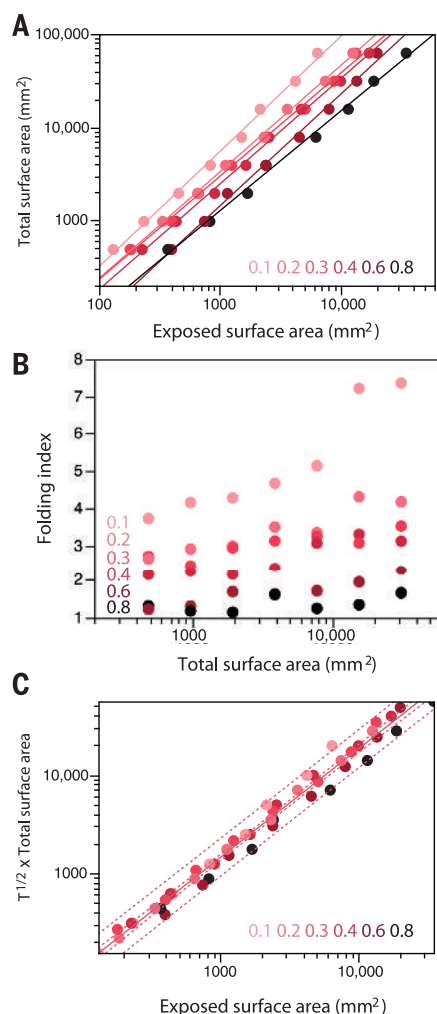 A
100,000
10,000
1000
Total surface area (mm²)
0.1 0.2 0.3 0.4 0.6 0.8
100 1000 10,000
Exposed surface area (mm²)
B
8
7
6
5
4
3
2
1
Folding index
0.1
0.2
0.3
0.4
0.6
0.8
1000 10,000
Total surface area (mm²)
C
10,000
1000
T^1/2 x Total surface area
0.1 0.2 0.3 0.4 0.6 0.8
1000 10,000
Exposed surface area (mm²)